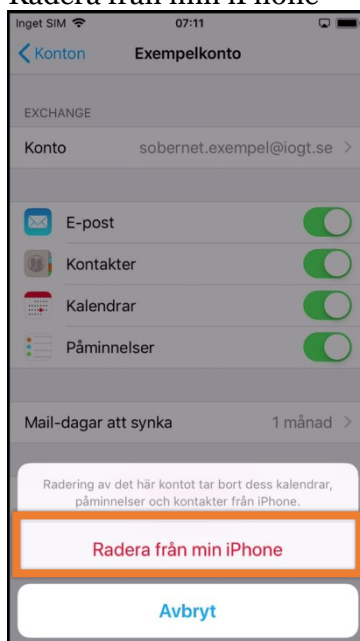 Radera från min iPhone
Inget SIM 07:11
Konton Exempelkonto
EXCHANGE
Konto sobernet.exempel@iogt.se
E-post
Kontakter
Kalendrar
Påminnelser
Mail-dagar att synka 1 månad
Radering av det här kontot tar bort dess kalendrar,
påminnelser och kontakter från iPhone.
Radera från min iPhone
Avbryt